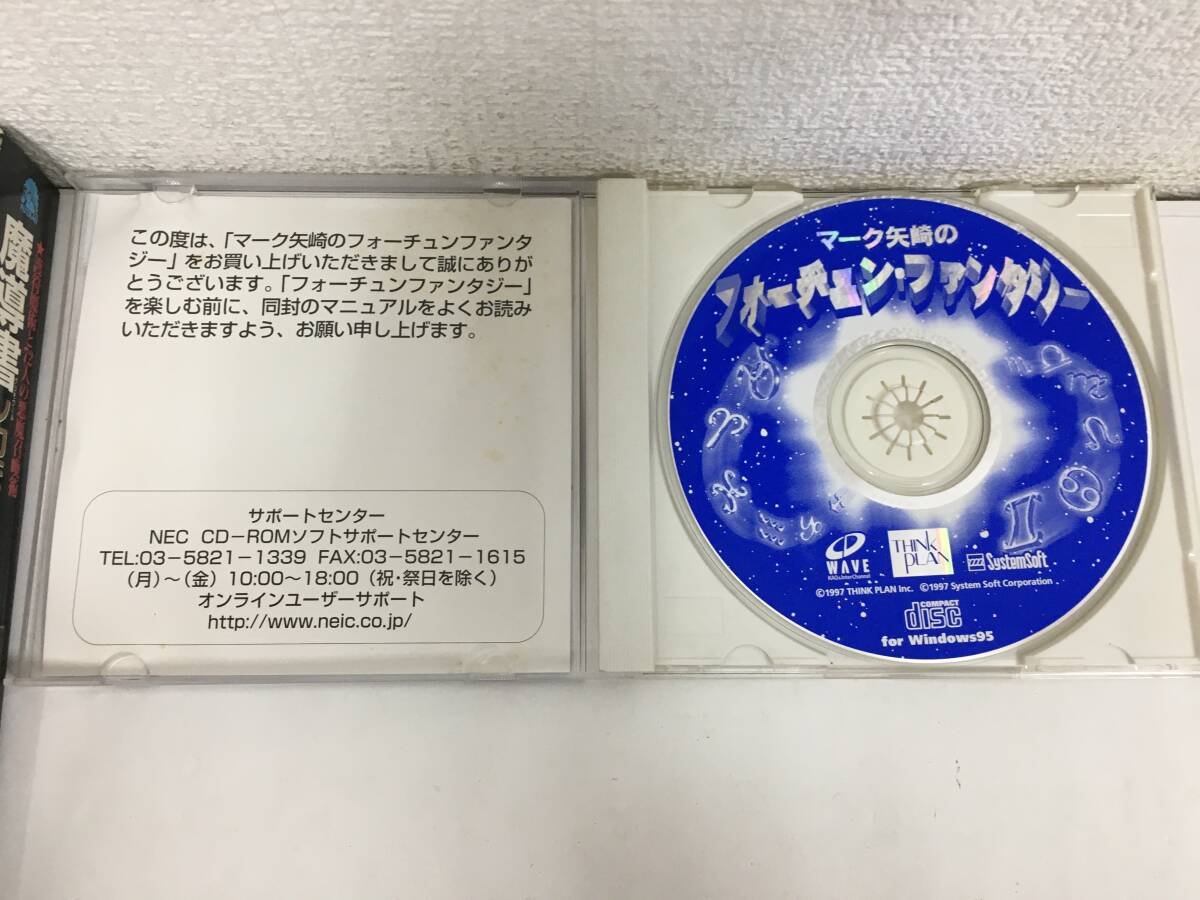 魔導書
この度は、「マーク矢崎のフォーチュンファンタ
ジー」をお買い上げいただきまして誠にありが
とうございます。「フォーチュンファンタジー」
を楽しむ前に、同封のマニュアルをよくお読み
いただきますよう、お願い申し上げます。
サポートセンター
NEC CD−ROMソフトサポートセンター
TEL:03−5821−1339 FAX:03−5821−1615
（月）〜（金）10:00〜18:00（祝・祭日を除く）
オンラインユーザーサポート
http://www.neic.co.jp/
マーク矢崎の
フォーチュン・ファンタジー
WAVE
THINK
PLAN
SystemSoft
©1997 THINK PLAN Inc. ©1997 System Soft Corporation
COMPACT
disc
for Windows95